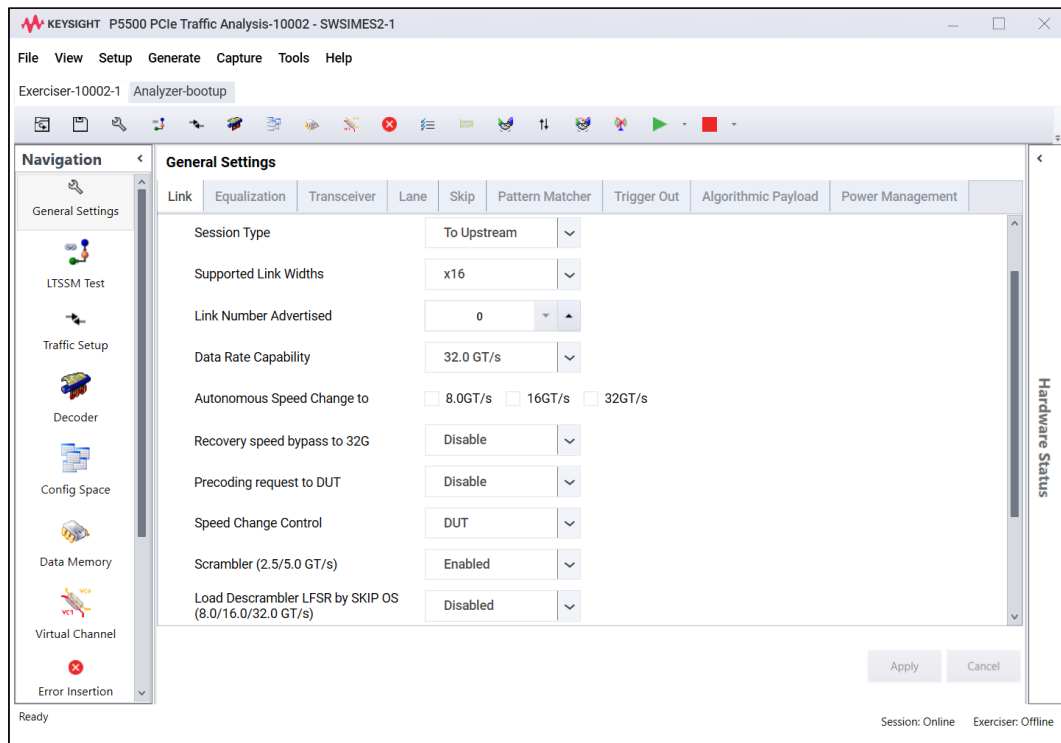 KEYSIGHT P5500 PCIe Traffic Analysis-10002 - SWSIMES2-1
File View Setup Generate Capture Tools Help
Exerciser-10002-1 Analyzer-bootup
Navigation
General Settings
LTSSM Test
Traffic Setup
Decoder
Config Space
Data Memory
VC0
VC1
Virtual Channel
Error Insertion
General Settings
Link Equalization Transceiver Lane Skip Pattern Matcher Trigger Out Algorithmic Payload Power Management
Session Type To Upstream
Supported Link Widths x16
Link Number Advertised 0
Data Rate Capability 32.0 GT/s
Autonomous Speed Change to 8.0GT/s 16GT/s 32GT/s
Recovery speed bypass to 32G Disable
Precoding request to DUT Disable
Speed Change Control DUT
Scrambler (2.5/5.0 GT/s) Enabled
Load Descrambler LFSR by SKIP OS
(8.0/16.0/32.0 GT/s) Disabled
Apply Cancel
Hardware Status
Ready Session: Online Exerciser: Offline